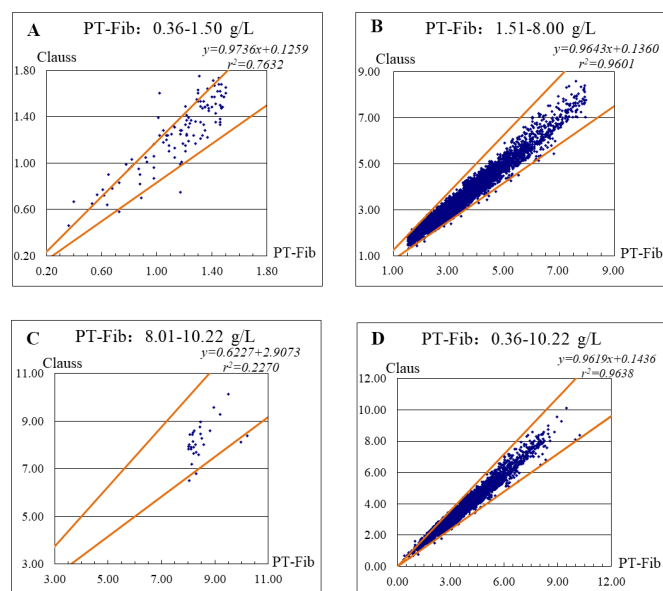 A
PT-Fib：0.36-1.50 g/L
Clauss
y=0.9736x+0.1259
r²=0.7632
1.80
1.40
1.00
0.60
0.20
PT-Fib
0.20 0.60 1.00 1.40 1.80
B
PT-Fib：1.51-8.00 g/L
Clauss
y=0.9643x+0.1360
r²=0.9601
9.00
7.00
5.00
3.00
1.00
PT-Fib
1.00 3.00 5.00 7.00 9.00
C
PT-Fib：8.01-10.22 g/L
Clauss
y=0.6227+2.9073
r²=0.2270
11.00
9.00
7.00
5.00
3.00
PT-Fib
3.00 5.00 7.00 9.00 11.00
D
PT-Fib：0.36-10.22 g/L
Clauss
y=0.9619x+0.1436
r²=0.9638
12.00
10.00
8.00
6.00
4.00
2.00
0.00
PT-Fib
0.00 3.00 6.00 9.00 12.00